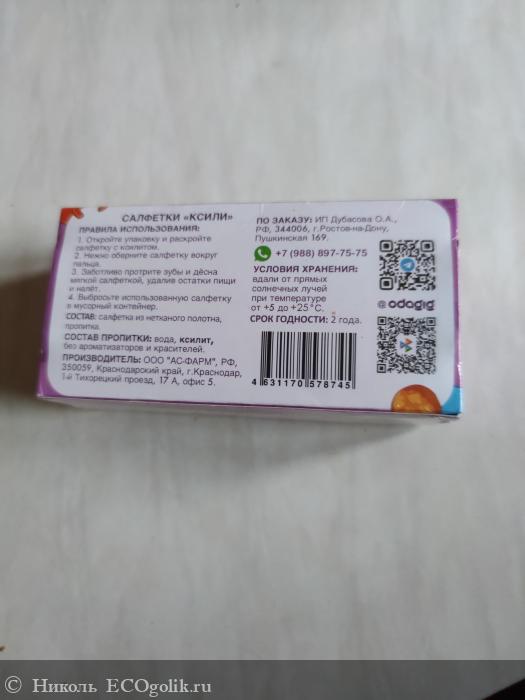 САЛФЕТКИ «КСИЛИ»
ПРАВИЛА ИСПОЛЬЗОВАНИЯ:
1. Откройте упаковку и раскройте
салфетку с ксилитом.
2. Нежно оберните салфетку вокруг
пальца.
3. Заботливо протрите зубы и дёсна
мягкой салфеткой, удалив остатки пищи
и налёт.
4. Выбросьте использованную салфетку
в мусорный контейнер.
СОСТАВ: салфетка из нетканого полотна,
пропитка.
СОСТАВ ПРОПИТКИ: вода, ксилит,
без ароматизаторов и красителей.
ПРОИЗВОДИТЕЛЬ: ООО "АС-ФАРМ", РФ,
350059, Краснодарский край, г.Краснодар,
1-й Тихорецкий проезд, 17 А, офис 5.
ПО ЗАКАЗУ: ИП Дубасова О.А.,
РФ, 344006, г.Ростов-на-Дону,
Пушкинская 169.
+7 (988) 897-75-75
УСЛОВИЯ ХРАНЕНИЯ:
вдали от прямых
солнечных лучей
при температуре
от +5 до +25°С.
СРОК ГОДНОСТИ: 2 года.
4 631170 578745
@adagig
© Николь ECOgolik.ru